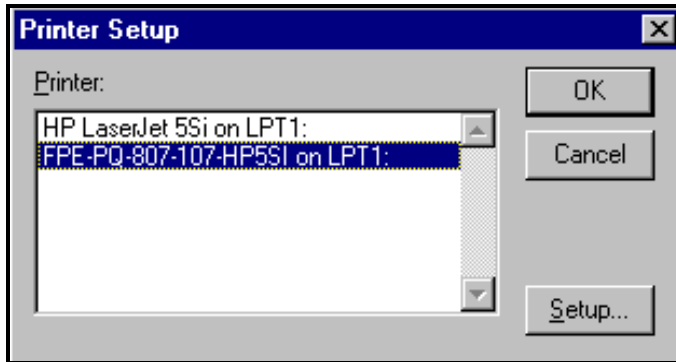 Printer Setup
Printer:
HP LaserJet 5Si on LPT1:
FPE-PQ-807-107-HP5SI on LPT1:
OK
Cancel
Setup...